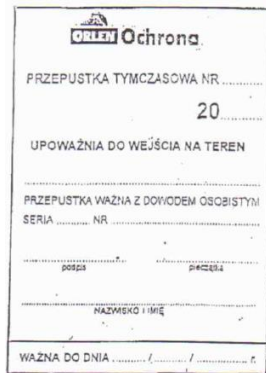 ORLEN Ochrona
PRZEPUSTKA TYMCZASOWA NR ............
20..........
UPOWAŻNIA DO WEJŚCIA NA TEREN
PRZEPUSTKA WAŻNA Z DOWODEM OSOBISTYM
SERIA .......... NR ..............................
podpis pieczątka
NAZWISKO I IMIĘ
WAŻNA DO DNIA ........... / ........... / .............. r.